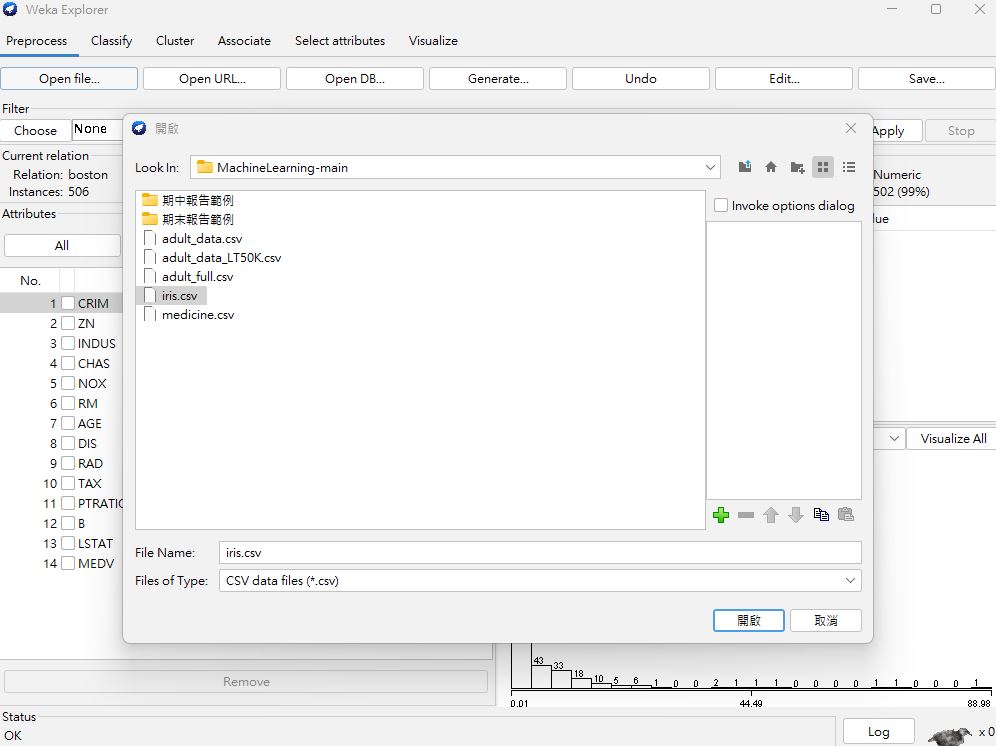 Weka Explorer
Preprocess Classify Cluster Associate Select attributes Visualize
Open file... Open URL... Open DB... Generate... Undo Edit... Save...
Filter
Choose None Apply Stop
開啟
Current relation
Relation: boston
Instances: 506
Attributes
All
No.
1 CRIM
2 ZN
3 INDUS
4 CHAS
5 NOX
6 RM
7 AGE
8 DIS
9 RAD
10 TAX
11 PTRATIO
12 B
13 LSTAT
14 MEDV
Look In: MachineLearning-main
期中報告範例
期末報告範例
adult_data.csv
adult_data_LT50K.csv
adult_full.csv
iris.csv
medicine.csv
Invoke options dialog
File Name: iris.csv
Files of Type: CSV data files (*.csv)
開啟 取消
Numeric
502 (99%)
lue
Visualize All
43 33 18 10 5 6 1 0 0 2 1 1 1 0 0 0 0 0 1 1 0 0 0 1
0.01 44.49 88.98
Remove
Status
OK
Log x 0